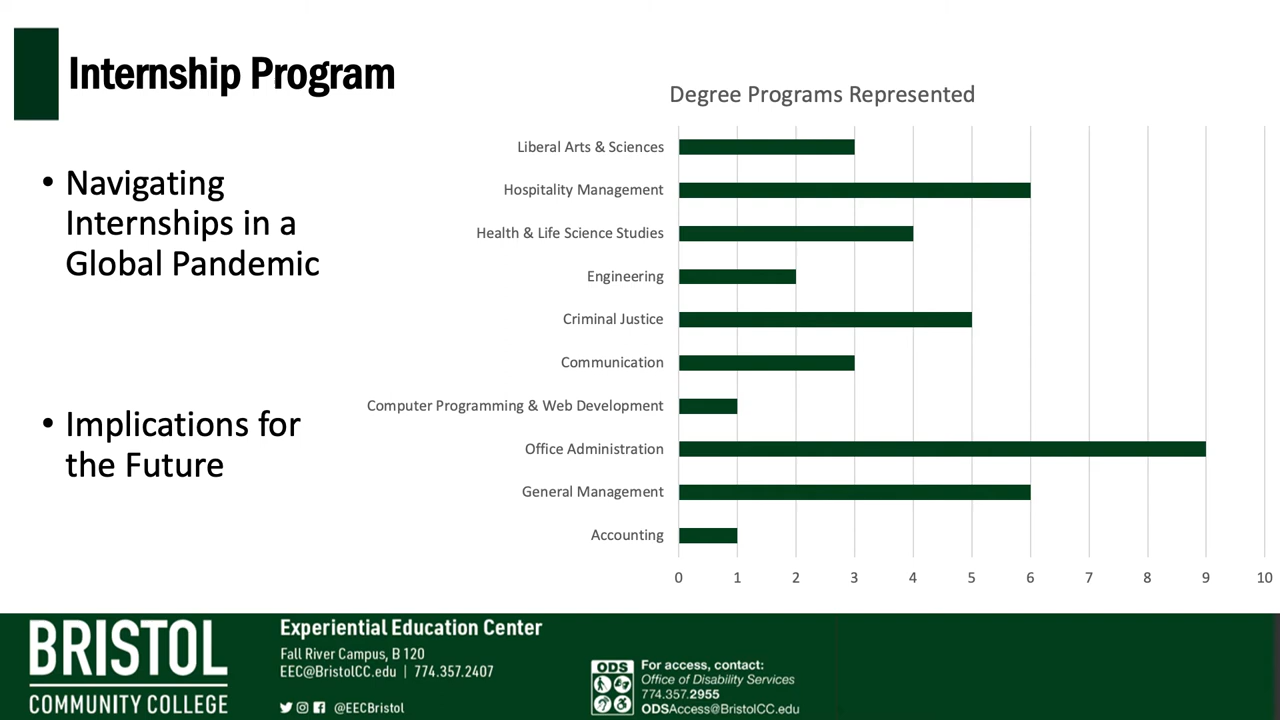 Internship Program
• Navigating
Internships in a
Global Pandemic
• Implications for
the Future
Degree Programs Represented
Liberal Arts & Sciences
Hospitality Management
Health & Life Science Studies
Engineering
Criminal Justice
Communication
Computer Programming & Web Development
Office Administration
General Management
Accounting
0 1 2 3 4 5 6 7 8 9 10
BRISTOL
COMMUNITY COLLEGE
Experiential Education Center
Fall River Campus, B 120
EEC@BristolCC.edu | 774.357.2407
@EECBristol
ODS
For access, contact:
Office of Disability Services
774.357.2955
ODSAccess@BristolCC.edu